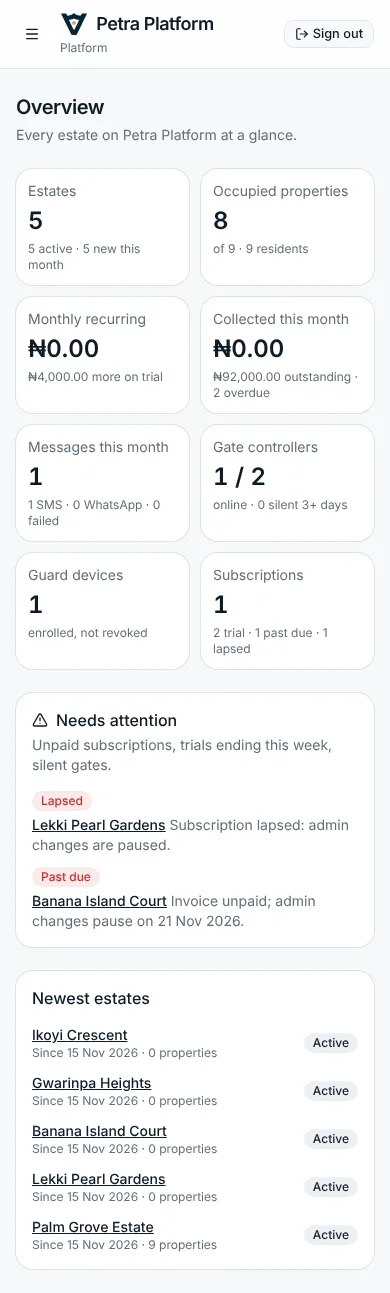 Petra Platform
Platform
Sign out
Overview
Every estate on Petra Platform at a glance.
Estates
5
5 active · 5 new this
month
Occupied properties
8
of 9 · 9 residents
Monthly recurring
₦0.00
₦4,000.00 more on trial
Collected this month
₦0.00
₦92,000.00 outstanding ·
2 overdue
Messages this month
1
1 SMS · 0 WhatsApp · 0
failed
Gate controllers
1 / 2
online · 0 silent 3+ days
Guard devices
1
enrolled, not revoked
Subscriptions
1
2 trial · 1 past due · 1
lapsed
Needs attention
Unpaid subscriptions, trials ending this week,
silent gates.
Lapsed
Lekki Pearl Gardens Subscription lapsed: admin
changes are paused.
Past due
Banana Island Court Invoice unpaid; admin
changes pause on 21 Nov 2026.
Newest estates
Ikoyi Crescent
Since 15 Nov 2026 · 0 properties
Active
Gwarinpa Heights
Since 15 Nov 2026 · 0 properties
Active
Banana Island Court
Since 15 Nov 2026 · 0 properties
Active
Lekki Pearl Gardens
Since 15 Nov 2026 · 0 properties
Active
Palm Grove Estate
Since 15 Nov 2026 · 9 properties
Active